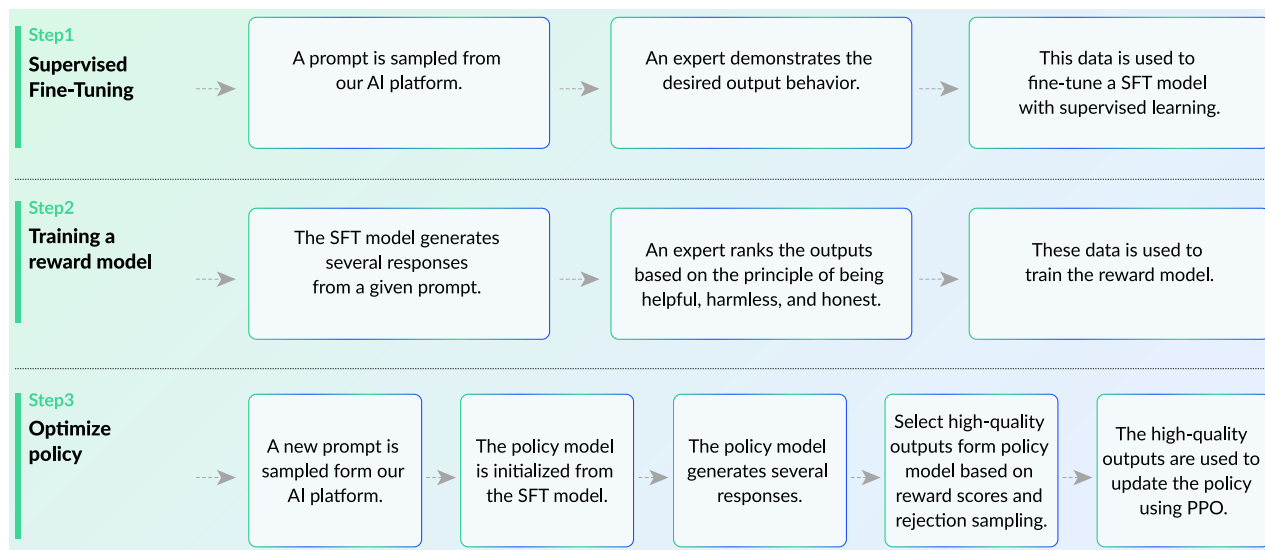 Step1
Supervised
Fine-Tuning
A prompt is sampled from
our AI platform.
An expert demonstrates the
desired output behavior.
This data is used to
fine-tune a SFT model
with supervised learning.
Step2
Training a
reward model
The SFT model generates
several responses
from a given prompt.
An expert ranks the outputs
based on the principle of being
helpful, harmless, and honest.
These data is used to
train the reward model.
Step3
Optimize
policy
A new prompt is
sampled form our
AI platform.
The policy model
is initialized from
the SFT model.
The policy model
generates several
responses.
Select high-quality
outputs form policy
model based on
reward scores and
rejection sampling.
The high-quality
outputs are used to
update the policy
using PPO.